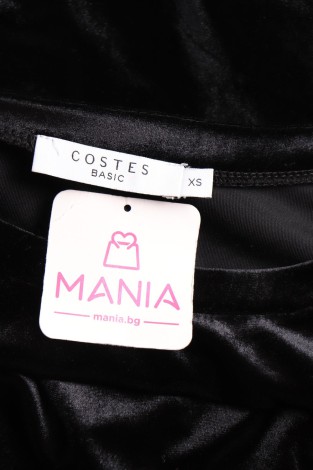 COSTES
BASIC
XS
MANIA
mania.bg